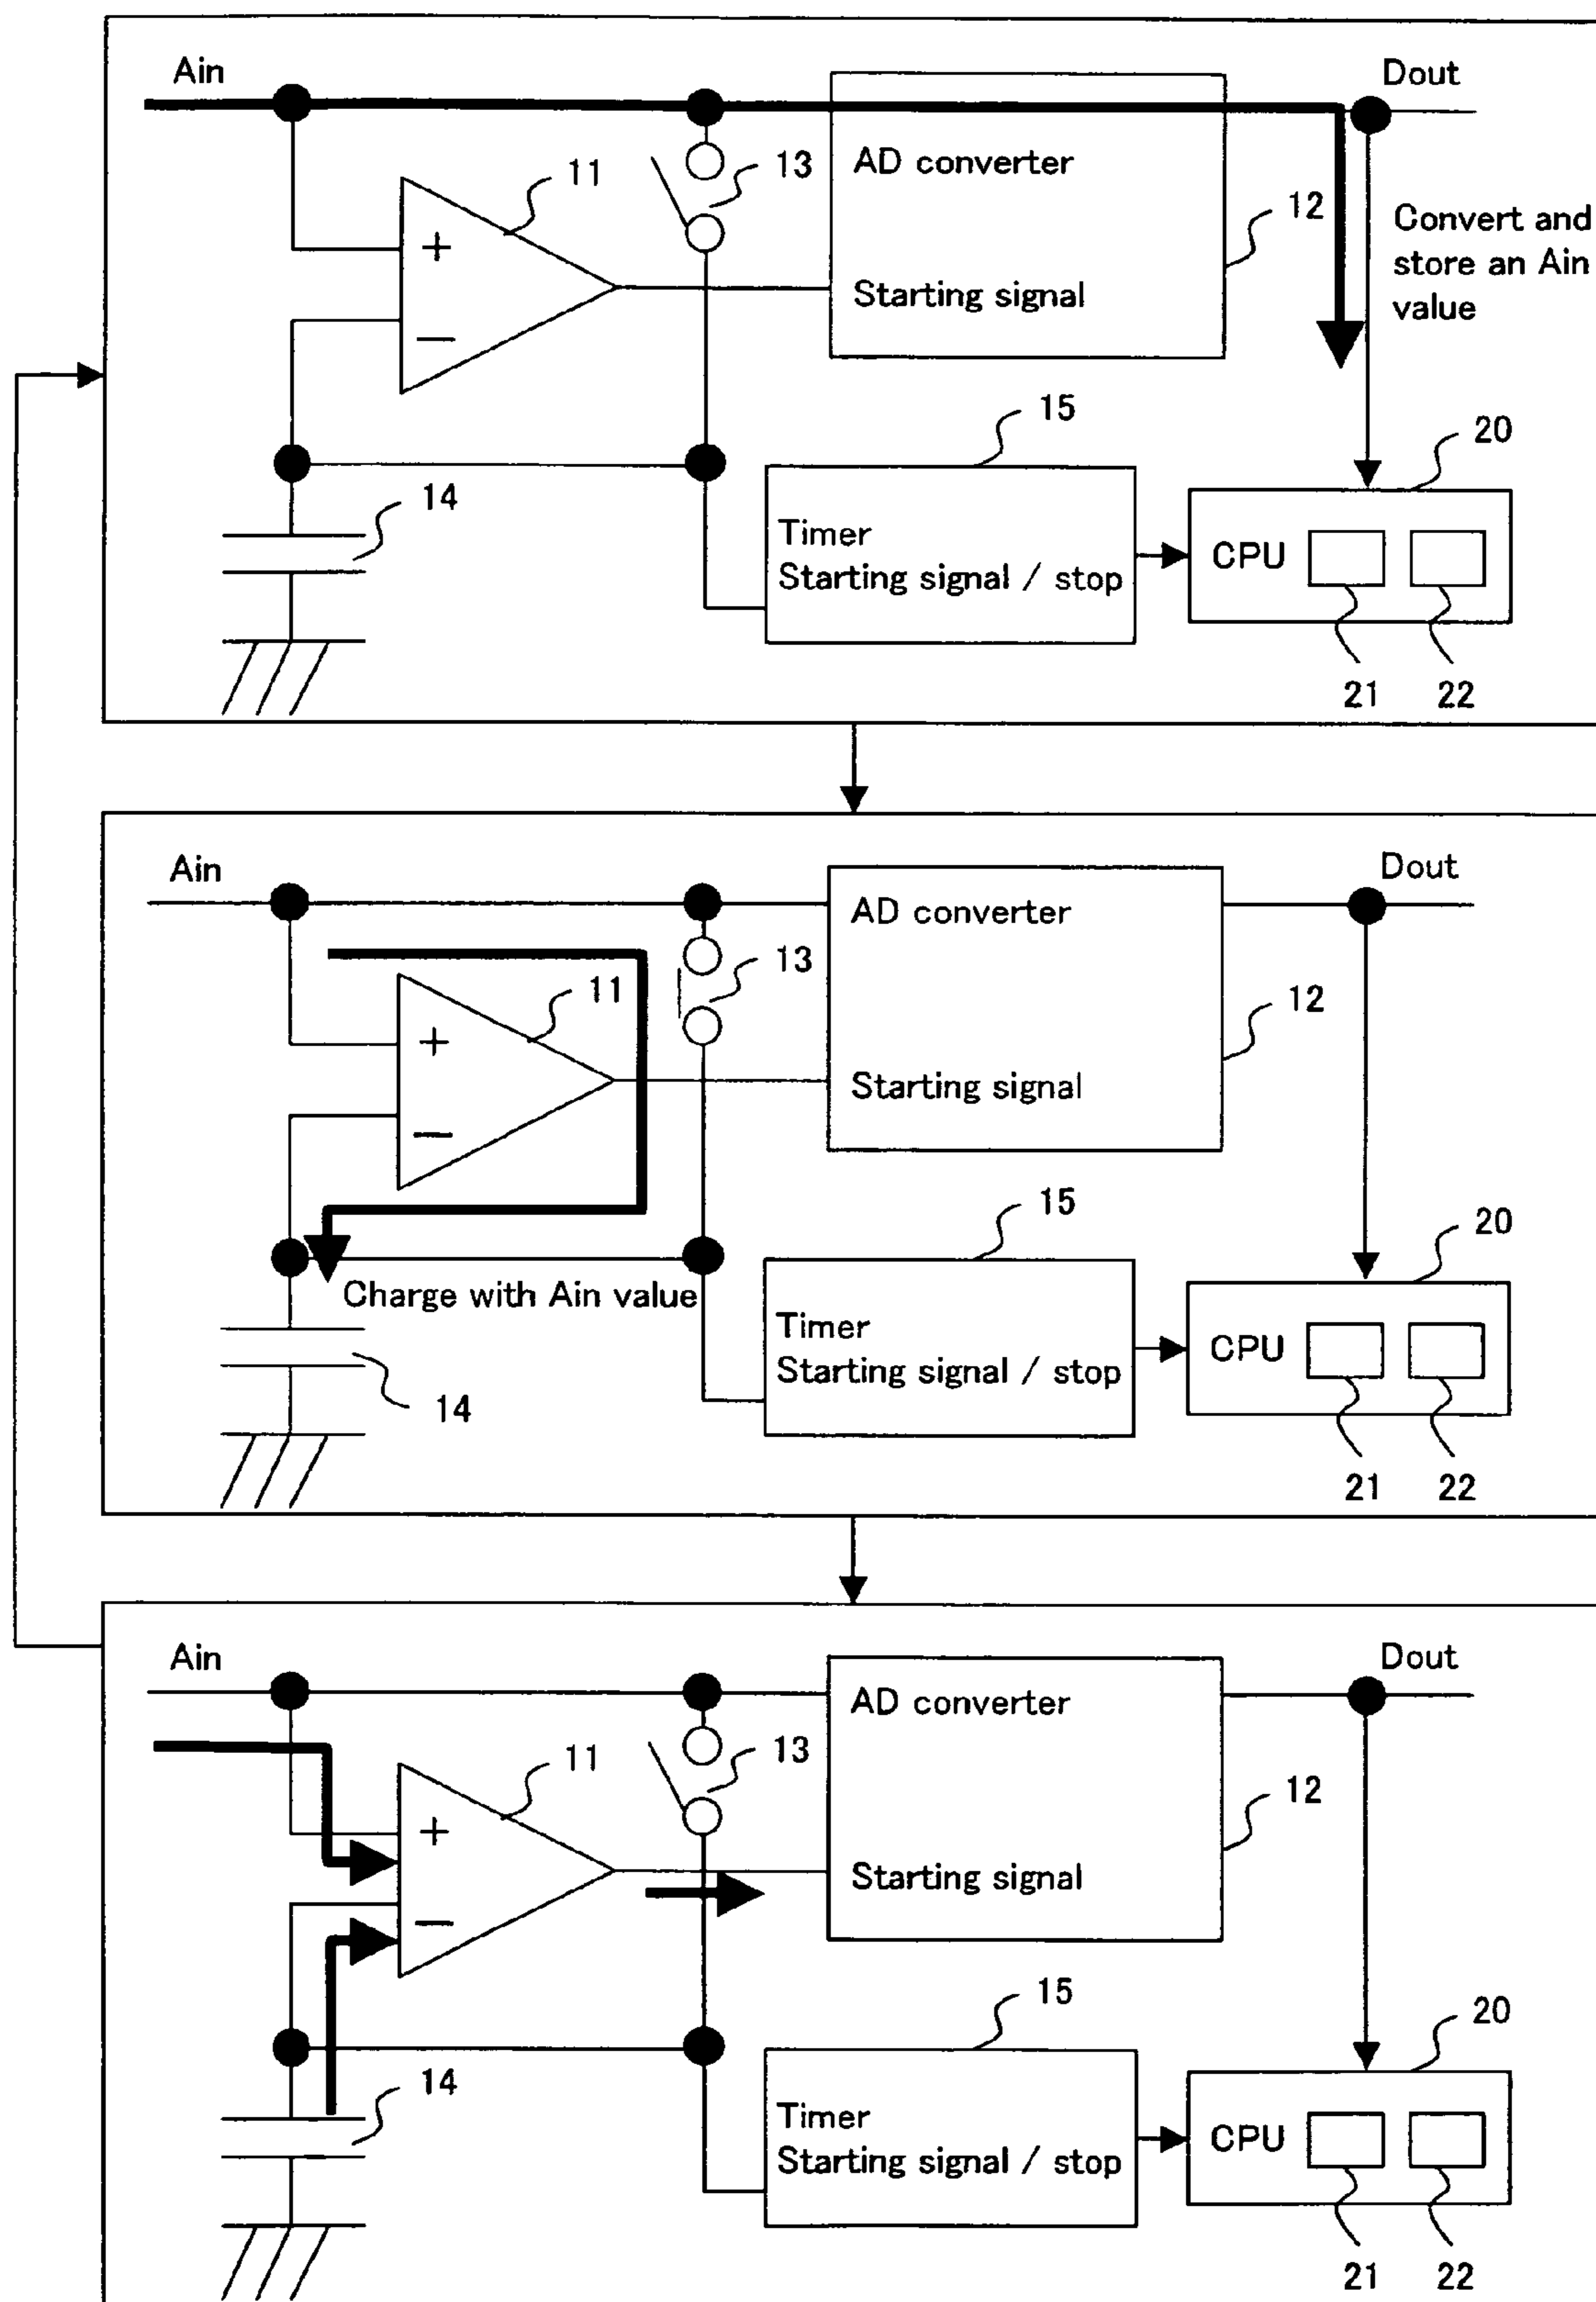 Ain
Dout
11
13
AD converter
12
Convert and
store an Ain
value
+
Starting signal
−
15
20
14
Timer
Starting signal / stop
CPU
21
22
Ain
Dout
AD converter
13
11
12
+
Starting signal
−
15
20
Charge with Ain value
Timer
Starting signal / stop
CPU
14
21
22
Ain
Dout
AD converter
11
13
12
+
Starting signal
−
15
20
14
Timer
Starting signal / stop
CPU
21
22